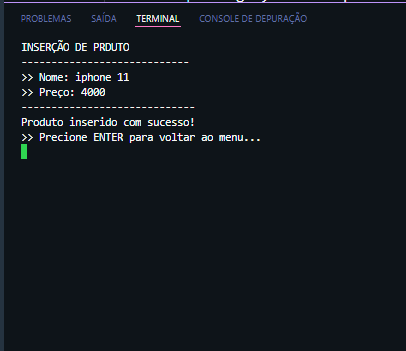 PROBLEMAS SAÍDA TERMINAL CONSOLE DE DEPURAÇÃO
INSERÇÃO DE PRDUTO
----------------------------
>> Nome: iphone 11
>> Preço: 4000
-----------------------------
Produto inserido com sucesso!
>> Precione ENTER para voltar ao menu...